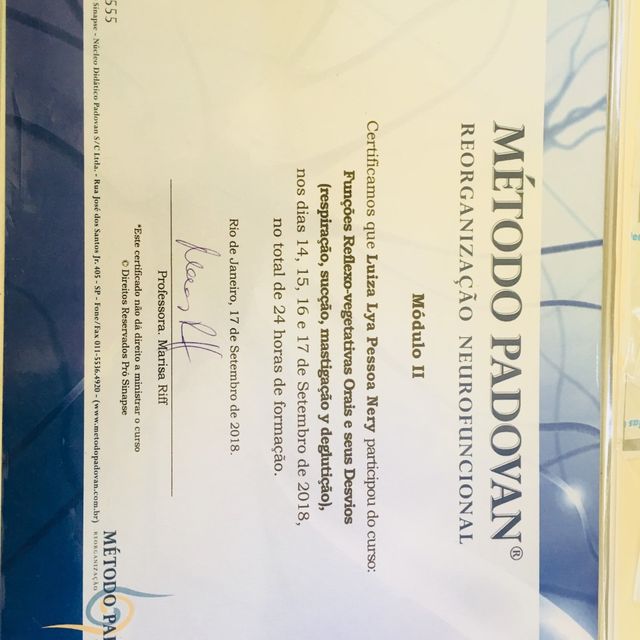 MÉTODO PADOVAN®
REORGANIZAÇÃO NEUROFUNCIONAL
Módulo II
Certificamos que Luiza Lya Pessoa Nery participou do curso:
Funções Reflexo-vegetativas Orais e seus Desvios
(respiração, sucção, mastigação y deglutição),
nos dias 14, 15, 16 e 17 de Setembro de 2018,
no total de 24 horas de formação.
Rio de Janeiro, 17 de Setembro de 2018.
Professora. Marisa Riff
*Este certificado não dá direito a ministrar o curso
© Direitos Reservados Pró Sinapse
555
Sinapse - Núcleo Didático Padovan S/C Ltda. - Rua José dos Santos Jr. 405 - SP - Fone/Fax 011-5536.4920 - (www.metodopadovan.com.br)
MÉTODO PA
REORGANIZAÇÃO